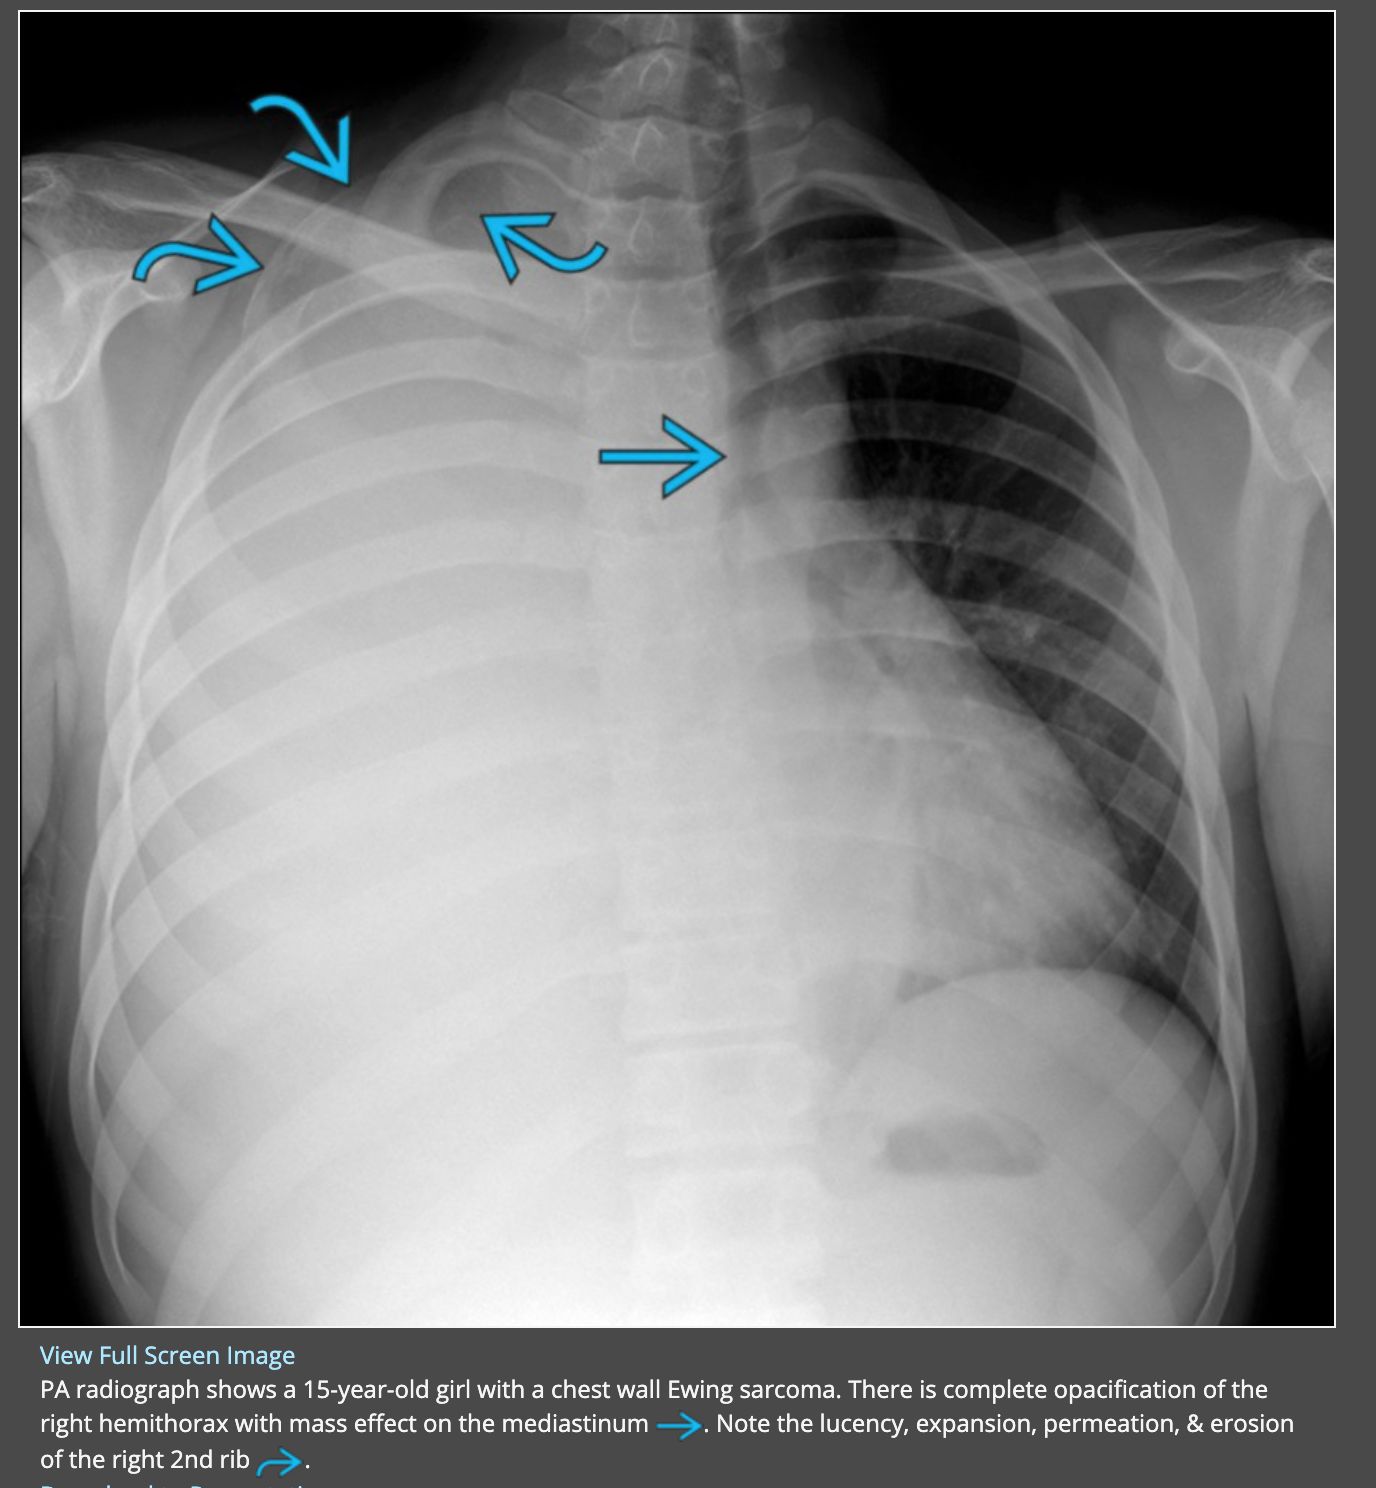 View Full Screen Image
PA radiograph shows a 15-year-old girl with a chest wall Ewing sarcoma. There is complete opacification of the
right hemithorax with mass effect on the mediastinum . Note the lucency, expansion, permeation, & erosion
of the right 2nd rib .